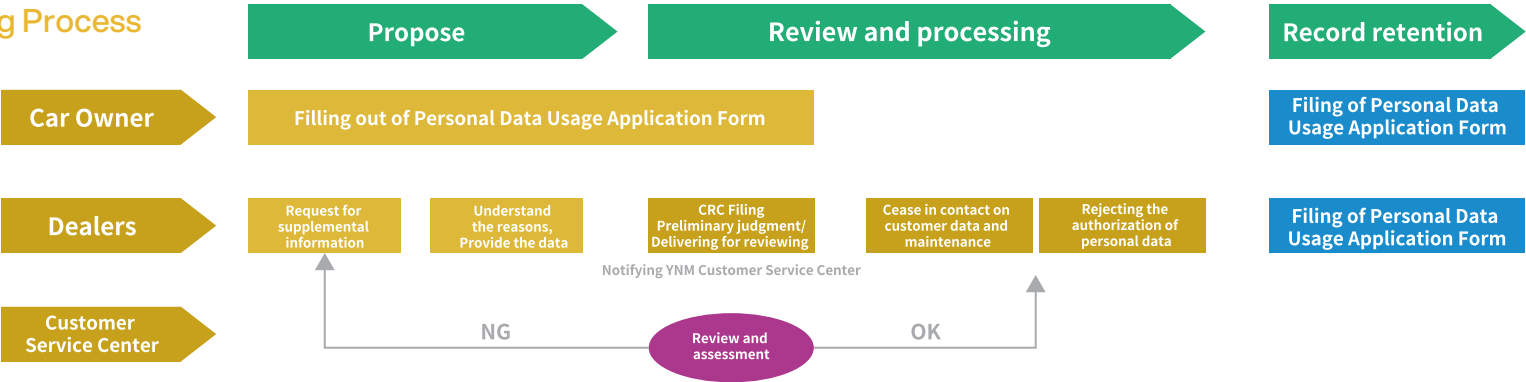 g Process
Propose
Review and processing
Record retention
Car Owner
Filling out of Personal Data Usage Application Form
Filing of Personal Data
Usage Application Form
Dealers
Request for
supplemental
information
Understand
the reasons,
Provide the data
CRC Filing
Preliminary judgment/
Delivering for reviewing
Cease in contact on
customer data and
maintenance
Rejecting the
authorization of
personal data
Filing of Personal Data
Usage Application Form
Notifying YNM Customer Service Center
Customer
Service Center
NG
Review and
assessment
OK